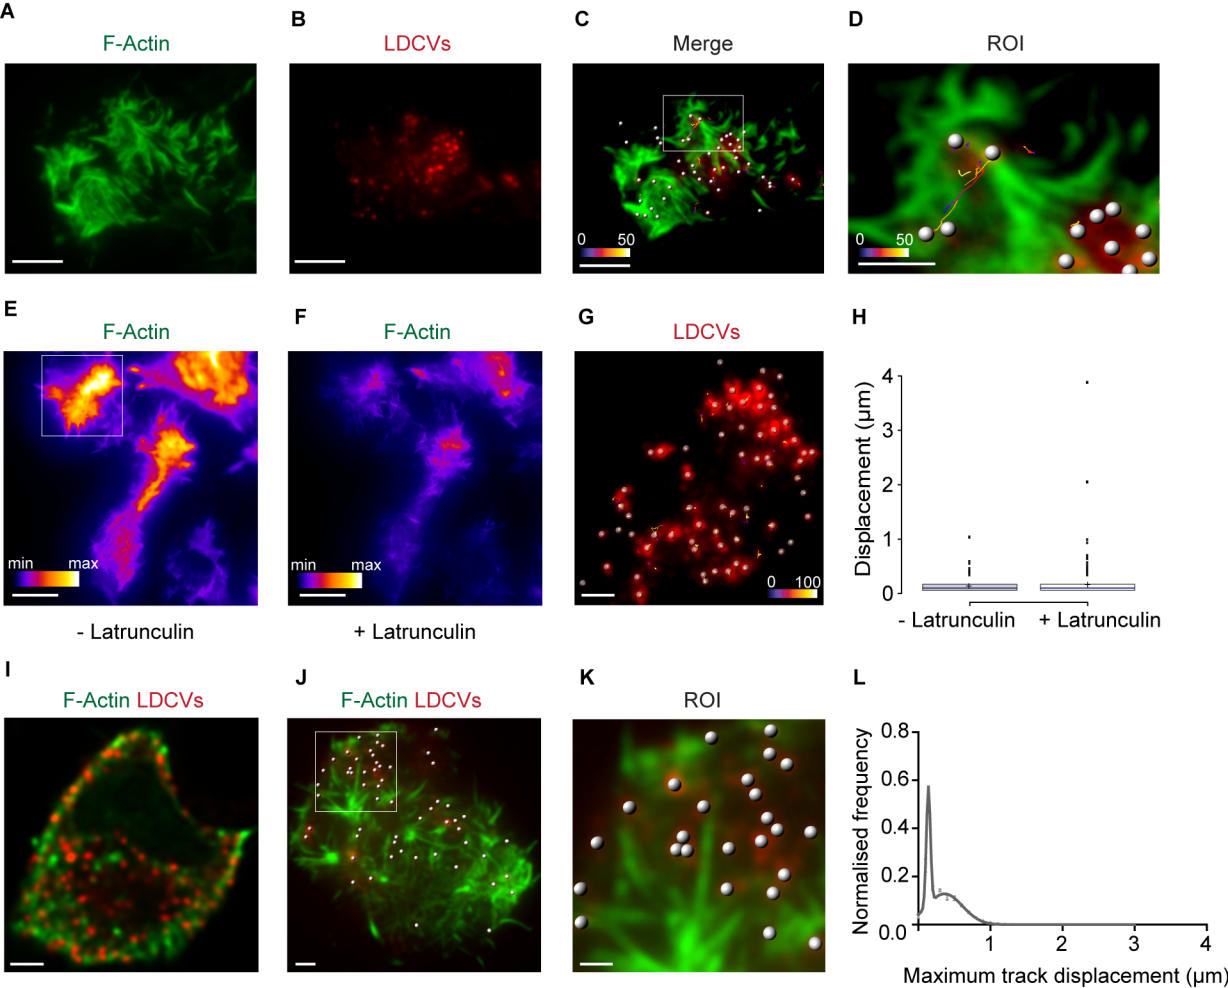 A
B
C
D
F-Actin
LDCVs
Merge
ROI
0 50
0 50
E
F
G
H
F-Actin
F-Actin
LDCVs
min max
min max
0 100
Displacement (µm)
4
3
2
1
0
- Latrunculin
+ Latrunculin
- Latrunculin
+ Latrunculin
I
J
K
L
F-Actin LDCVs
F-Actin LDCVs
ROI
Normalised frequency
0.8
0.6
0.4
0.2
0.0
1 2 3 4
Maximum track displacement (µm)